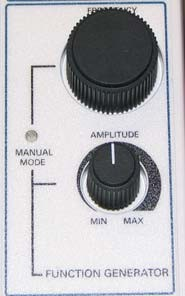 FREQUENCY
AMPLITUDE
MANUAL
MODE
MIN MAX
FUNCTION GENERATOR